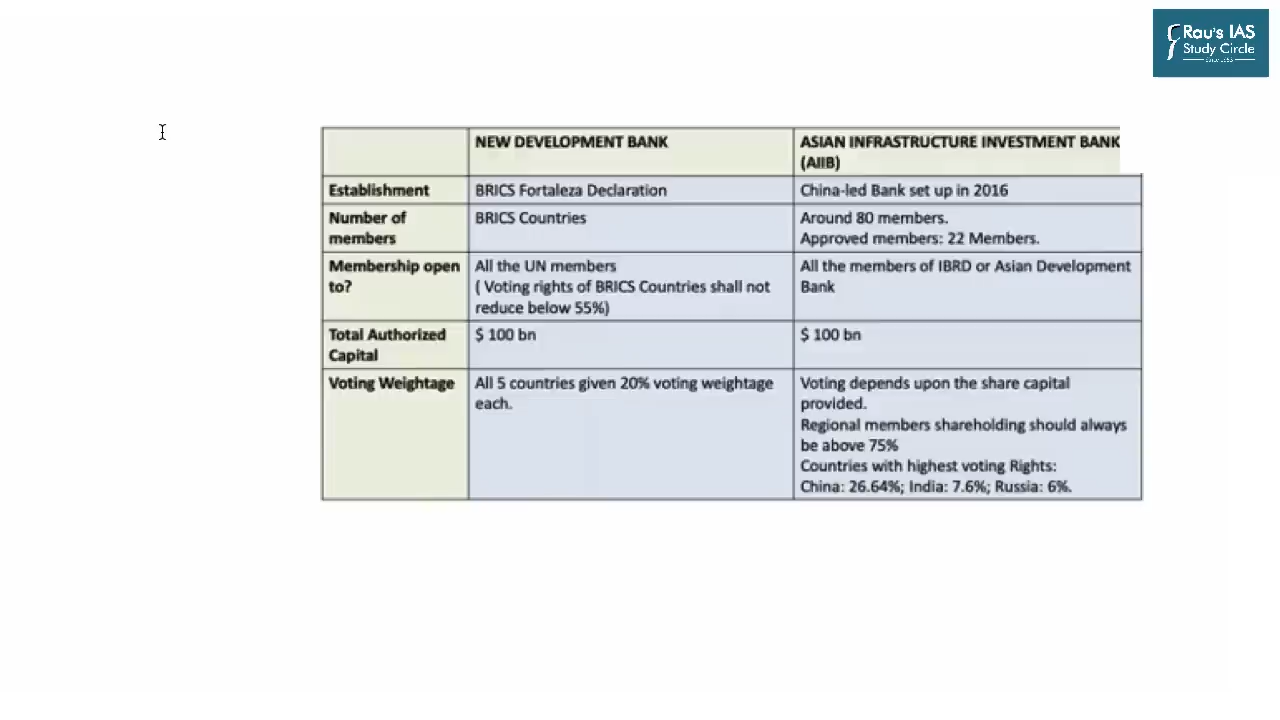 Rau's IAS
Study Circle
NEW DEVELOPMENT BANK
ASIAN INFRASTRUCTURE INVESTMENT BANK
(AIIB)
Establishment
BRICS Fortaleza Declaration
China-led Bank set up in 2016
Number of
members
BRICS Countries
Around 80 members.
Approved members: 22 Members.
Membership open
to?
All the UN members
( Voting rights of BRICS Countries shall not
reduce below 55%)
All the members of IBRD or Asian Development
Bank
Total Authorized
Capital
$ 100 bn
$ 100 bn
Voting Weightage
All 5 countries given 20% voting weightage
each.
Voting depends upon the share capital
provided.
Regional members shareholding should always
be above 75%
Countries with highest voting Rights:
China: 26.64%; India: 7.6%; Russia: 6%.